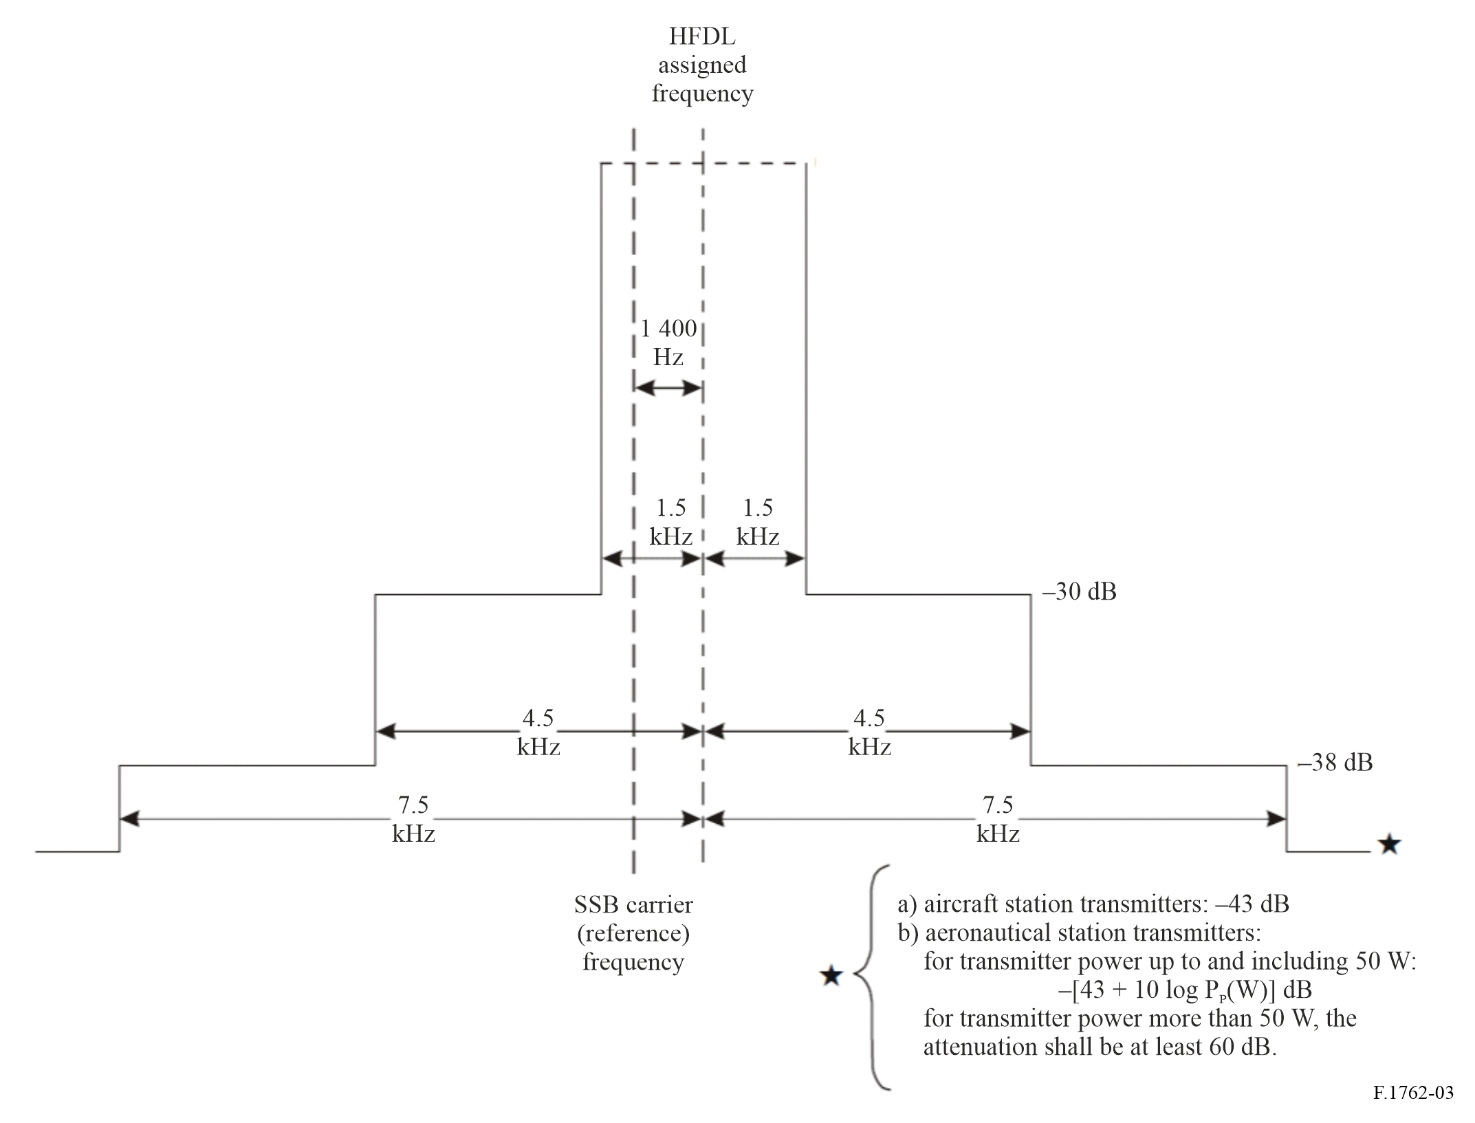 HFDL
assigned
frequency
1 400
Hz
1.5
kHz
1.5
kHz
–30 dB
4.5
kHz
4.5
kHz
–38 dB
7.5
kHz
7.5
kHz
SSB carrier
(reference)
frequency
a) aircraft station transmitters: –43 dB
b) aeronautical station transmitters:
for transmitter power up to and including 50 W:
–[43 + 10 log Pₚ(W)] dB
for transmitter power more than 50 W, the
attenuation shall be at least 60 dB.
F.1762-03